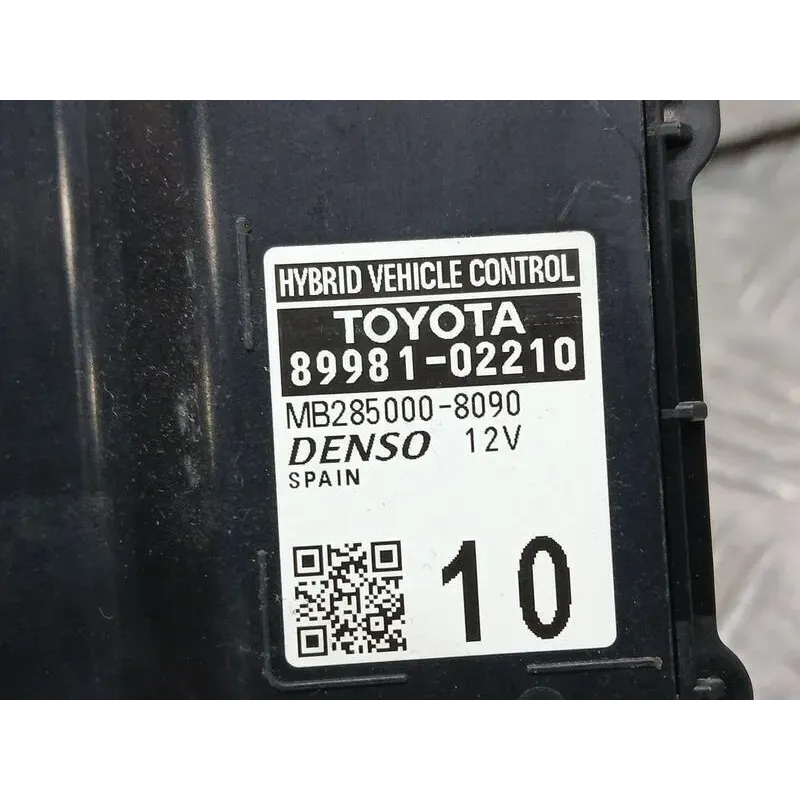 HYBRID VEHICLE CONTROL
TOYOTA
89981-02210
MB285000-8090
DENSO 12V
SPAIN
10